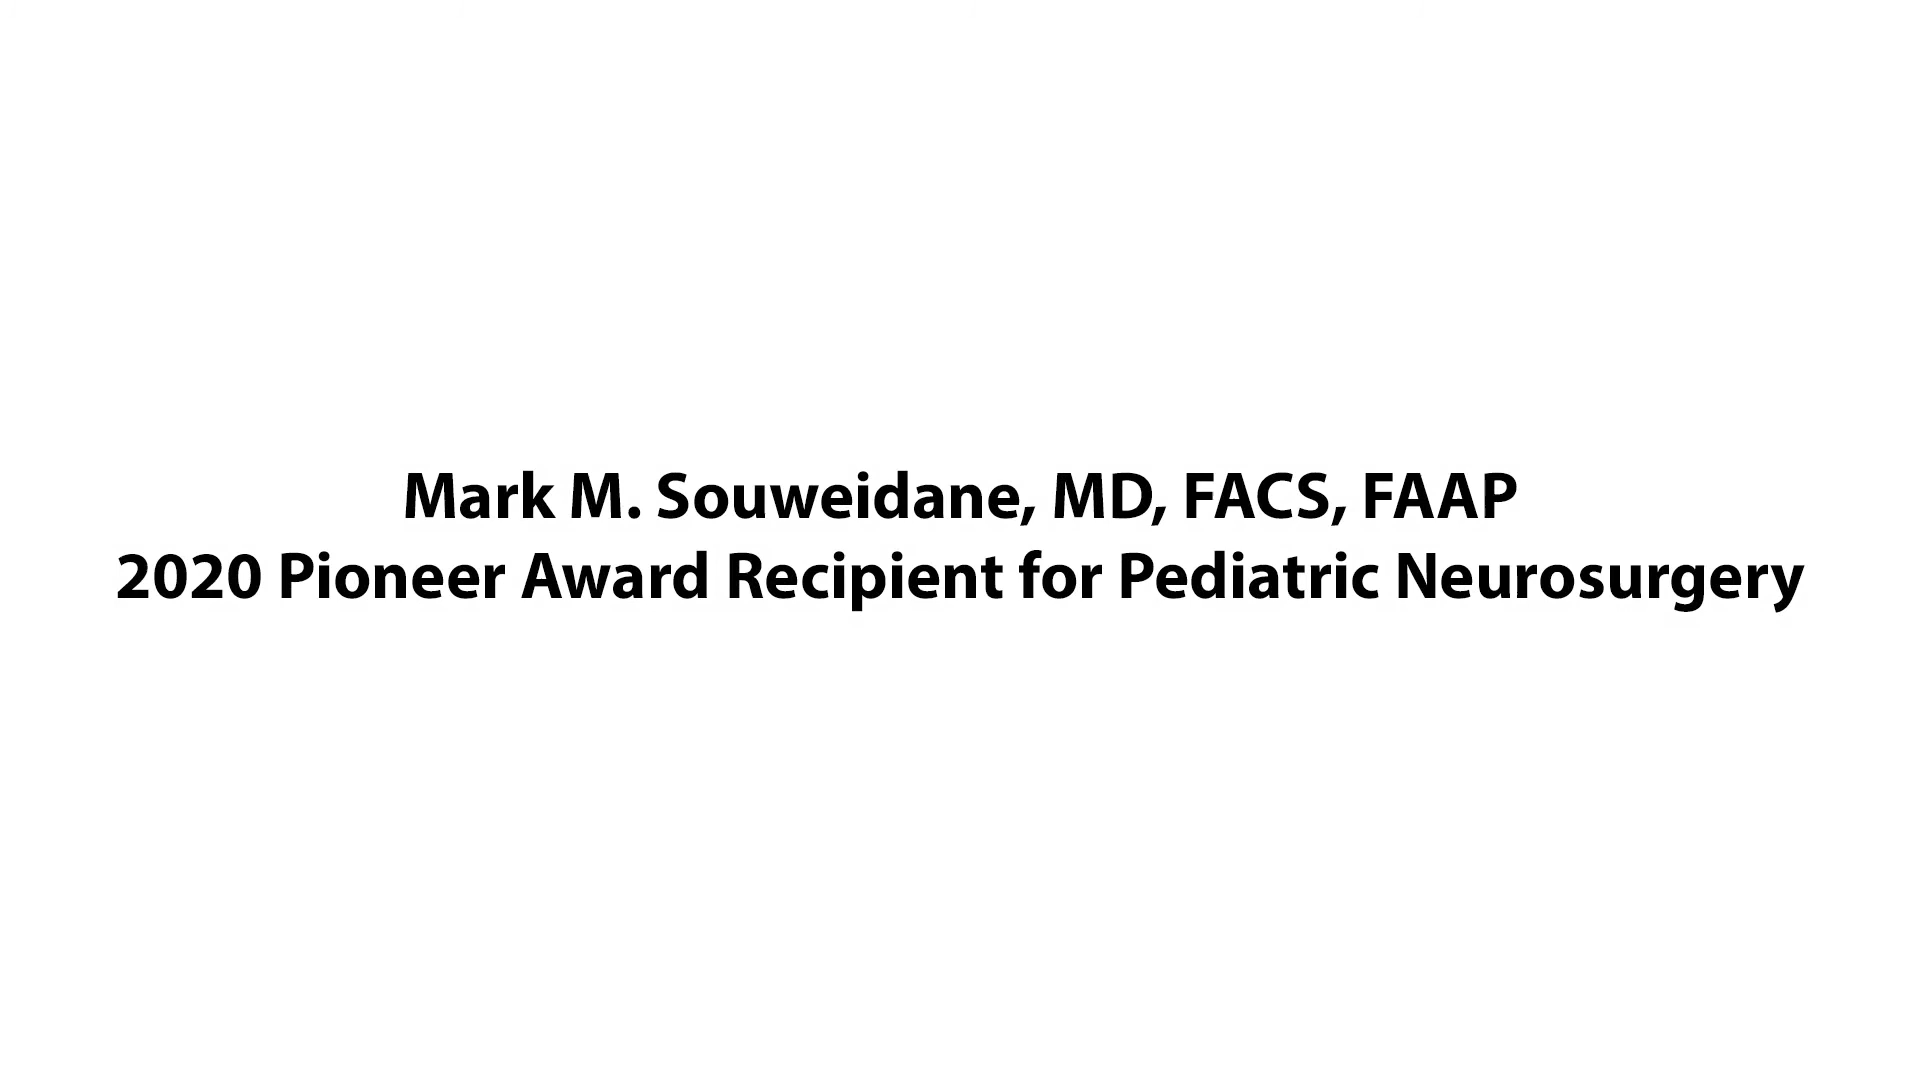 Mark M. Souweidane, MD, FACS, FAAP
2020 Pioneer Award Recipient for Pediatric Neurosurgery